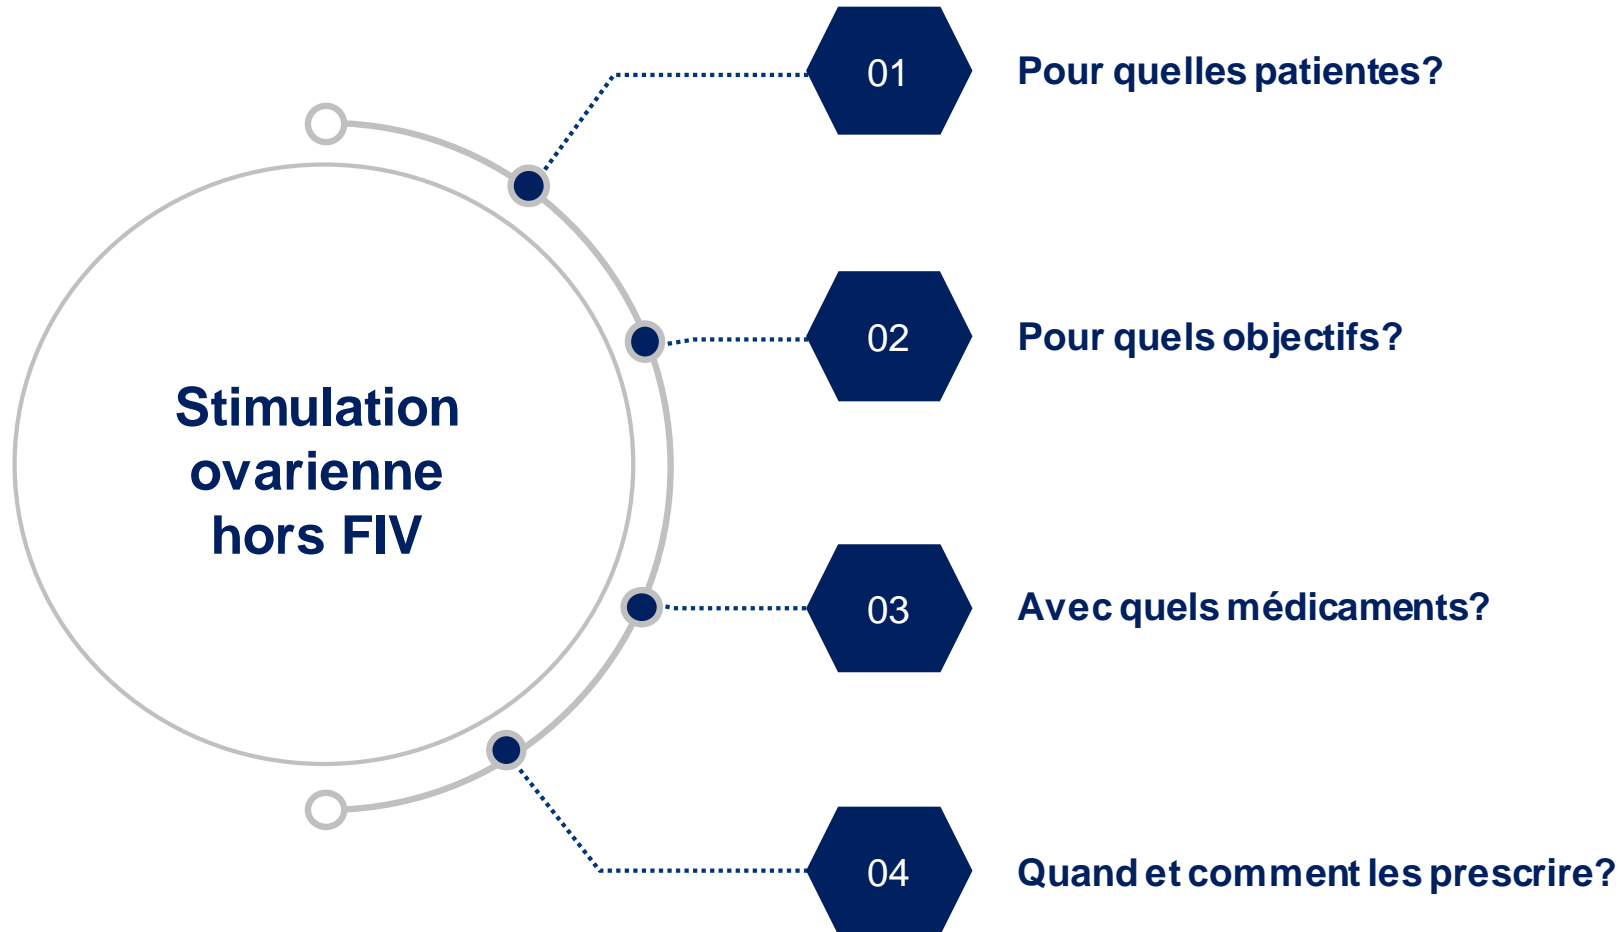 Stimulation
ovarienne
hors FIV
01
Pour quelles patientes?
02
Pour quels objectifs?
03
Avec quels médicaments?
04
Quand et comment les prescrire?